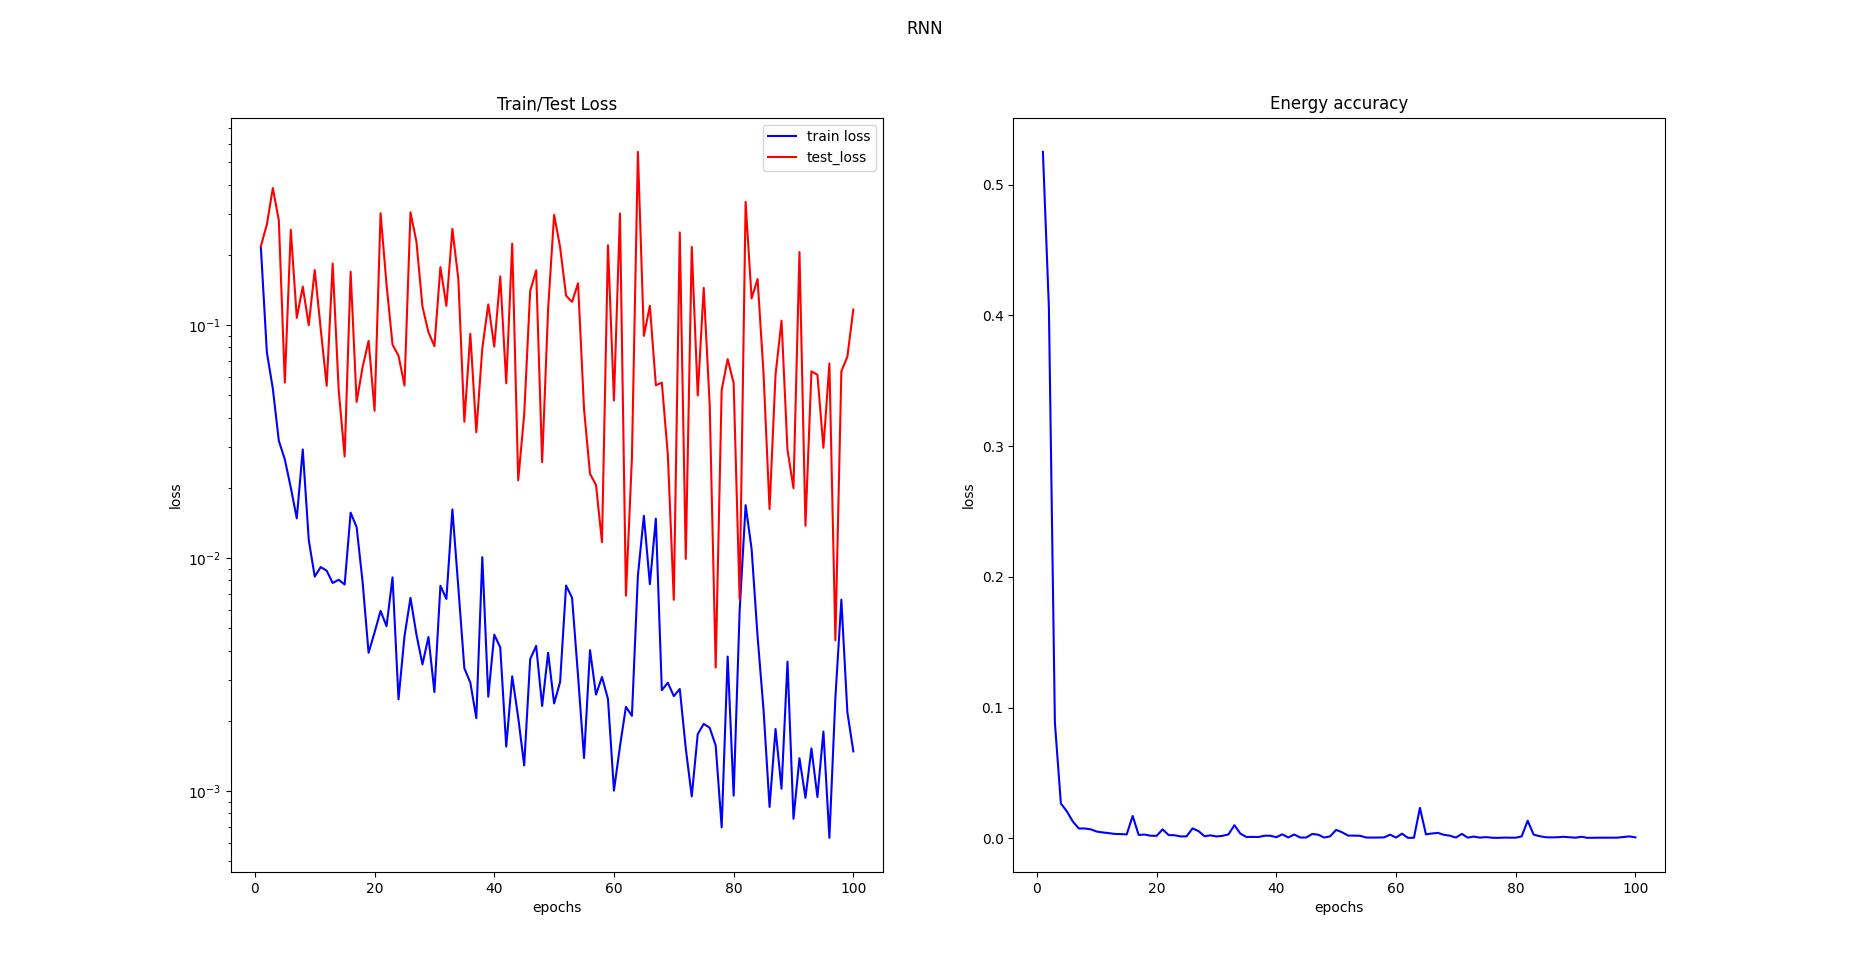 RNN
Train/Test Loss
train loss
test_loss
10⁻¹
10⁻²
10⁻³
loss
0 20 40 60 80 100
epochs
Energy accuracy
0.5
0.4
0.3
0.2
0.1
0.0
loss
0 20 40 60 80 100
epochs